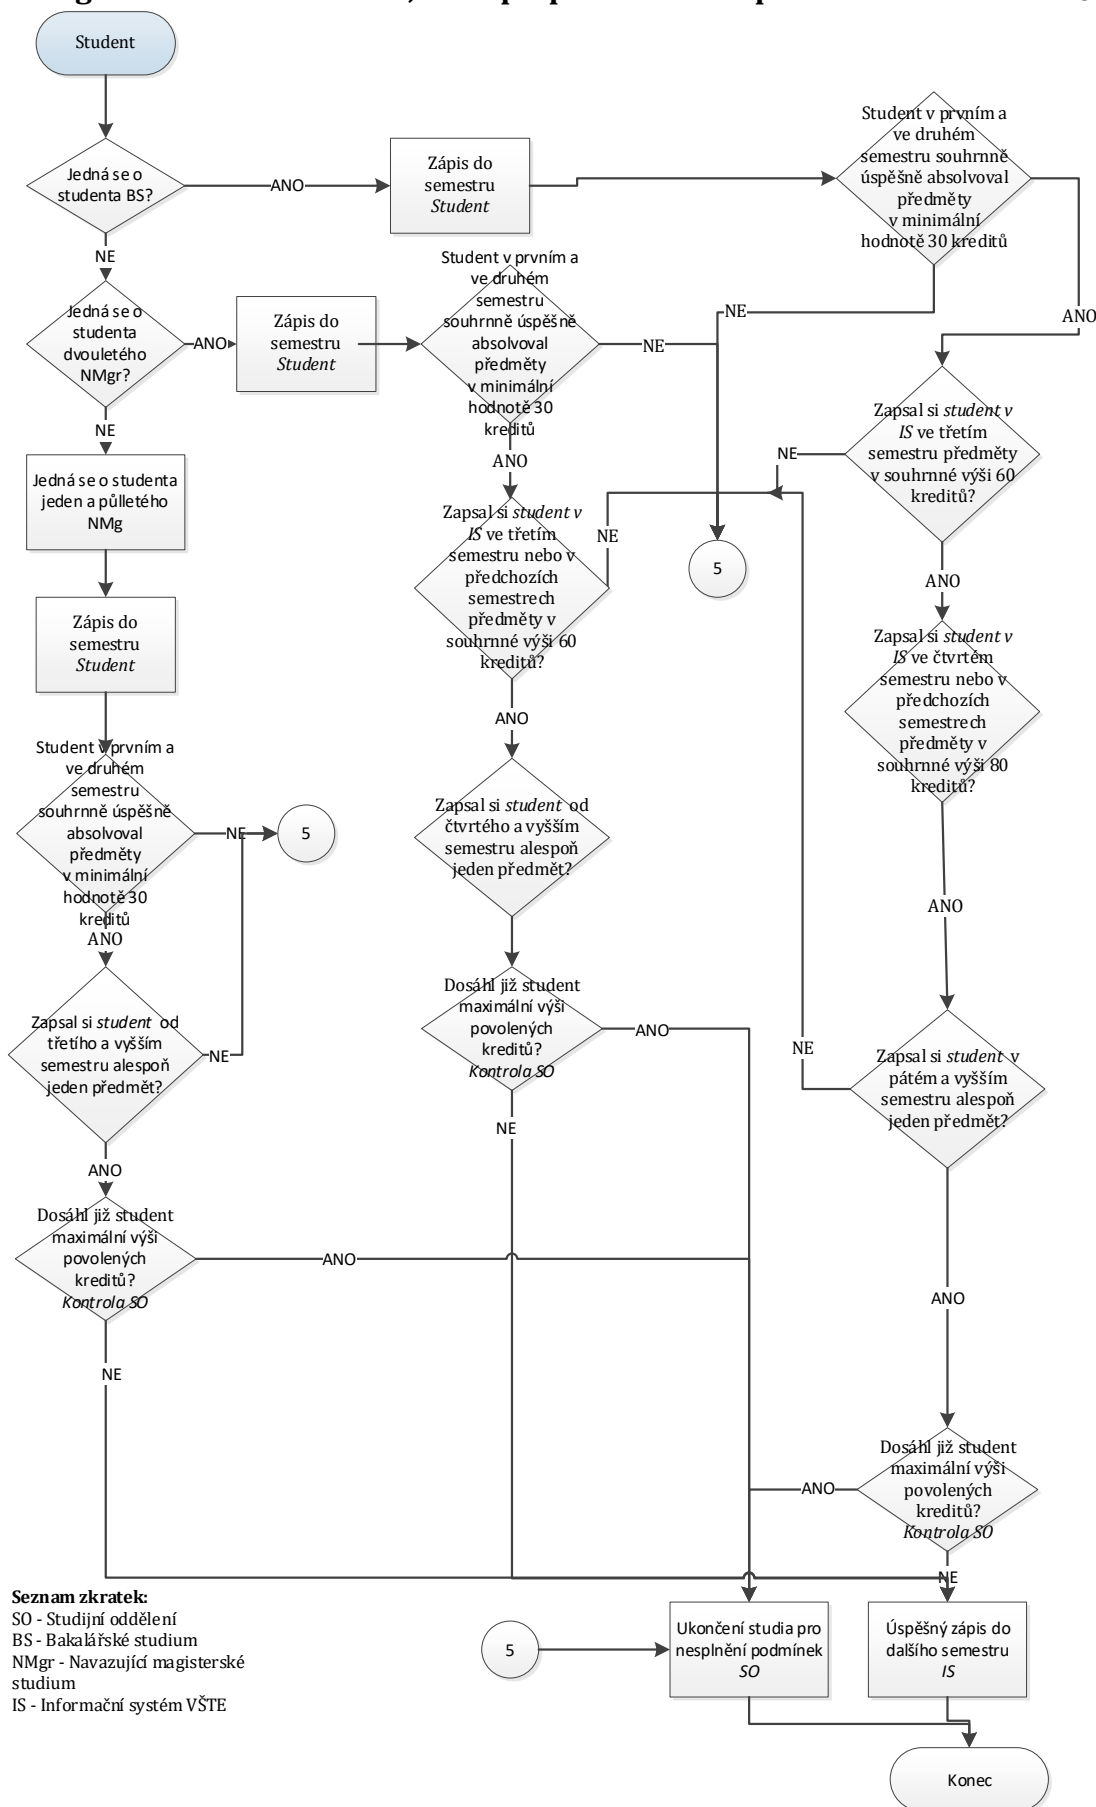 Student
Jedná se o
studenta BS?
ANO
Zápis do
semestru
Student
Student v prvním a
ve druhém
semestru souhrnně
úspěšně absolvoval
předměty
v minimální
hodnotě 30 kreditů
NE
ANO
NE
Jedná se o
studenta
dvouletého
NMgr?
ANO
Zápis do
semestru
Student
Student v prvním a
ve druhém
semestru
souhrnně úspěšně
absolvoval
předměty
v minimální
hodnotě 30
kreditů
NE
ANO
Zapsal si student v
IS ve třetím
semestru předměty
v souhrnné výši 60
kreditů?
NE
ANO
NE
Jedná se o studenta
jeden a půlletého
NMg
Zapsal si student v
IS ve třetím
semestru nebo v
předchozích
semestrech
předměty v
souhrnné výši 60
kreditů?
NE
5
ANO
Zápis do
semestru
Student
Zapsal si student v
IS ve čtvrtém
semestru nebo v
předchozích
semestrech
předměty v
souhrnné výši 80
kreditů?
ANO
Student v prvním a
ve druhém
semestru
souhrnně úspěšně
absolvoval
předměty
v minimální
hodnotě 30
kreditů
NE
5
ANO
Zapsal si student od
čtvrtého a vyšším
semestru alespoň
jeden předmět?
Zapsal si student od
třetího a vyšším
semestru alespoň
jeden předmět?
NE
ANO
Dosáhl již student
maximální výši
povolených
kreditů?
Kontrola SO
ANO
NE
NE
Zapsal si student v
pátém a vyšším
semestru alespoň
jeden předmět?
ANO
Dosáhl již student
maximální výši
povolených
kreditů?
Kontrola SO
ANO
NE
Dosáhl již student
maximální výši
povolených
kreditů?
Kontrola SO
ANO
NE
Seznam zkratek:
SO - Studijní oddělení
BS - Bakalářské studium
NMgr - Navazující magisterské
studium
IS - Informační systém VŠTE
5
Ukončení studia pro
nesplnění podmínek
SO
Úspěšný zápis do
dalšího semestru
IS
Konec